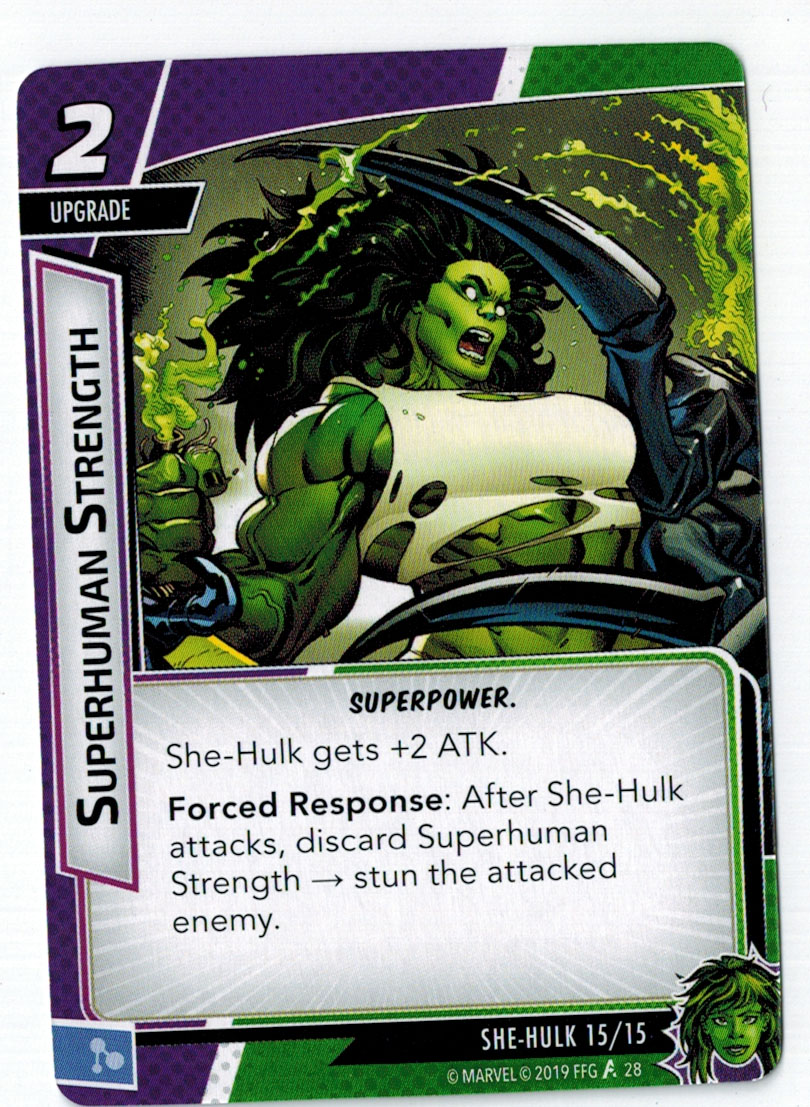 2
UPGRADE
SUPERHUMAN STRENGTH
SUPERPOWER.
She-Hulk gets +2 ATK.
Forced Response: After She-Hulk
attacks, discard Superhuman
Strength → stun the attacked
enemy.
SHE-HULK 15/15
© MARVEL © 2019 FFG 28